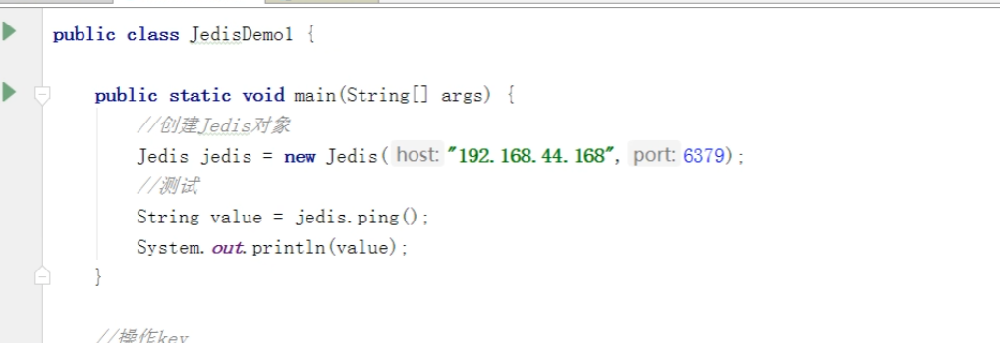 public class JedisDemo1 {
public static void main(String[] args) {
//创建Jedis对象
Jedis jedis = new Jedis( host: "192.168.44.168", port: 6379);
//测试
String value = jedis.ping();
System.out.println(value);
}
//操作key